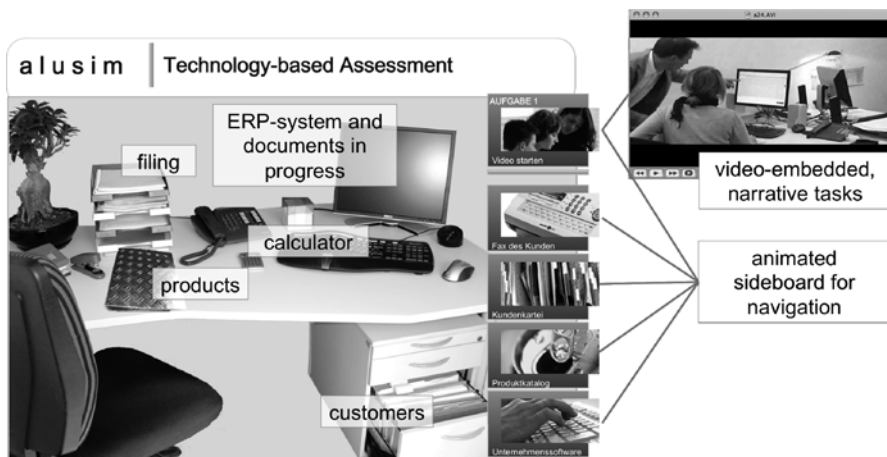 a24.AVI
alusim | Technology-based Assessment
AUFGABE 1
Video starten
ERP-system and
documents in
progress
filing
calculator
products
customers
Fax des Kunden
Kundenkartei
Produktkatalog
Unternehmenssoftware
video-embedded,
narrative tasks
animated
sideboard for
navigation